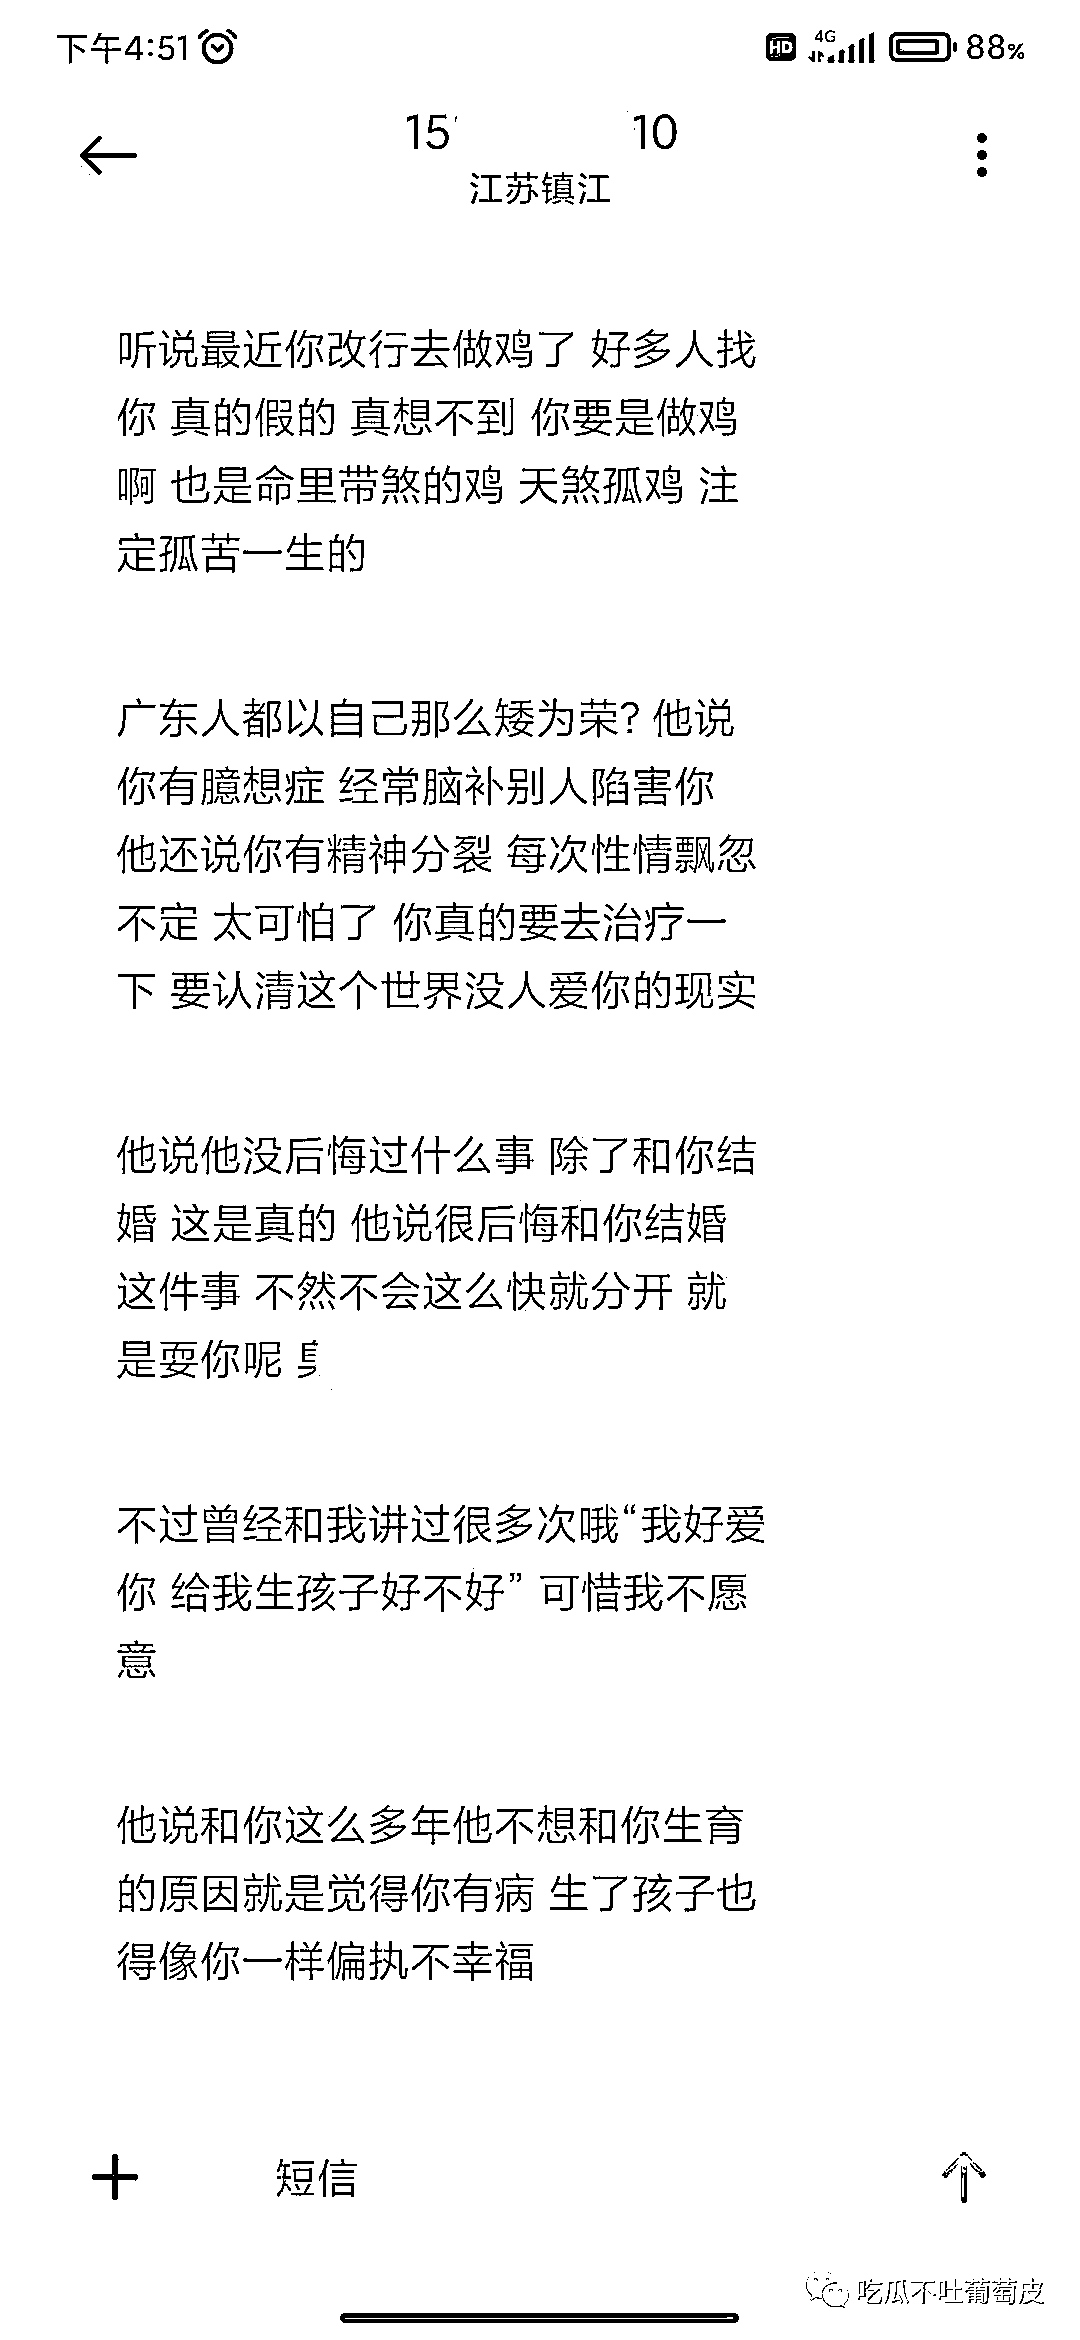 下午4:51
HD 4G 88%
15 10
江苏镇江
听说最近你改行去做鸡了 好多人找
你 真的假的 真想不到 你要是做鸡
啊 也是命里带煞的鸡 天煞孤鸡 注
定孤苦一生的
广东人都以自己那么矮为荣? 他说
你有臆想症 经常脑补别人陷害你
他还说你有精神分裂 每次性情飘忽
不定 太可怕了 你真的要去治疗一
下 要认清这个世界没人爱你的现实
他说他没后悔过什么事 除了和你结
婚 这是真的 他说很后悔和你结婚
这件事 不然不会这么快就分开 就
是耍你呢
不过曾经和我讲过很多次哦“我好爱
你 给我生孩子好不好” 可惜我不愿
意
他说和你这么多年他不想和你生育
的原因就是觉得你有病 生了孩子也
得像你一样偏执不幸福
短信
吃瓜不吐葡萄皮